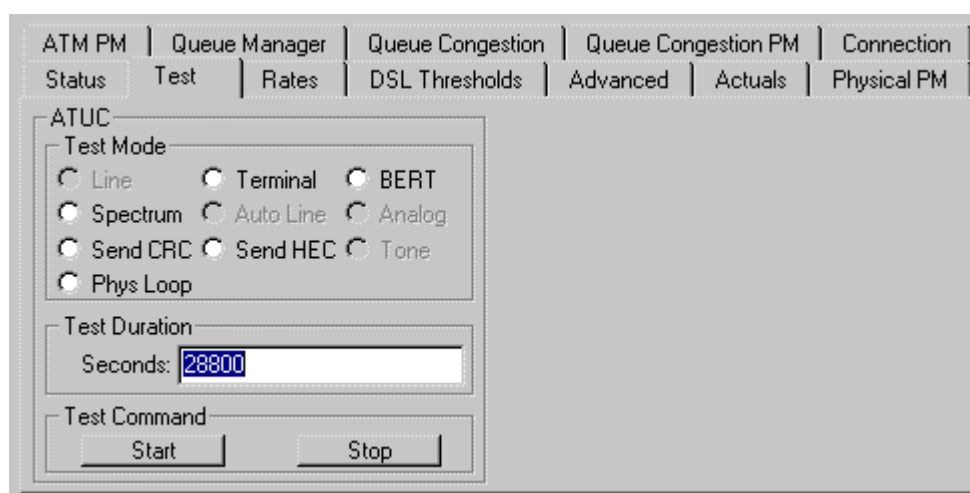 ATM PM Queue Manager Queue Congestion Queue Congestion PM Connection
Status Test Rates DSL Thresholds Advanced Actuals Physical PM
ATUC
Test Mode
Line Terminal BERT
Spectrum Auto Line Analog
Send CRC Send HEC Tone
Phys Loop
Test Duration
Seconds: 28800
Test Command
Start Stop